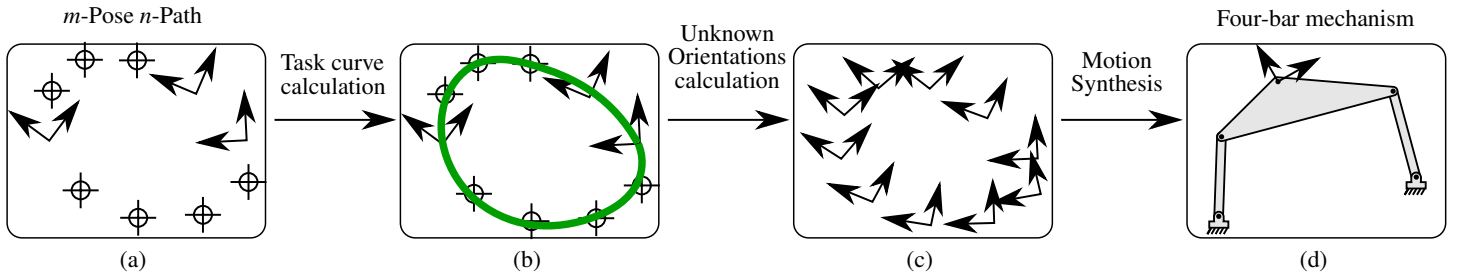 m-Pose n-Path
Task curve
calculation
Unknown
Orientations
calculation
Motion
Synthesis
Four-bar mechanism
(a)
(b)
(c)
(d)